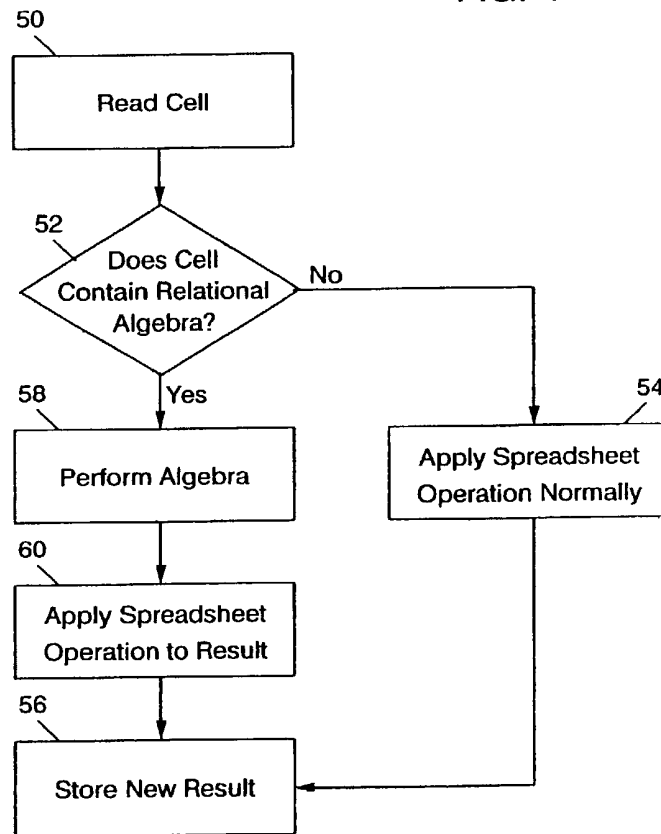 50
Read Cell
52
Does Cell
Contain Relational
Algebra?
No
Yes
58
Perform Algebra
54
Apply Spreadsheet
Operation Normally
60
Apply Spreadsheet
Operation to Result
56
Store New Result